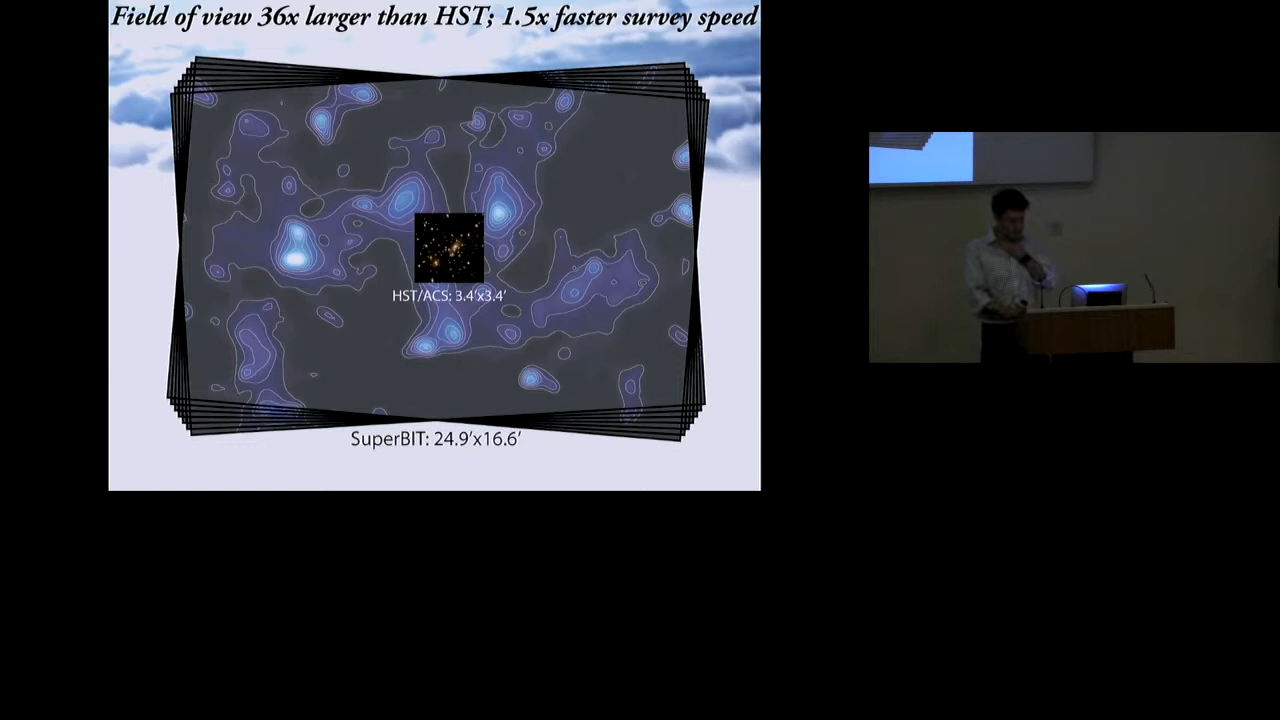 Field of view 36x larger than HST; 1.5x faster survey speed
HST/ACS: 3.4'x3.4'
SuperBIT: 24.9'x16.6'